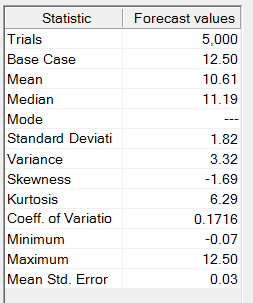 Statistic Forecast values
Trials 5,000
Base Case 12.50
Mean 10.61
Median 11.19
Mode ---
Standard Deviati 1.82
Variance 3.32
Skewness -1.69
Kurtosis 6.29
Coeff. of Variatio 0.1716
Minimum -0.07
Maximum 12.50
Mean Std. Error 0.03